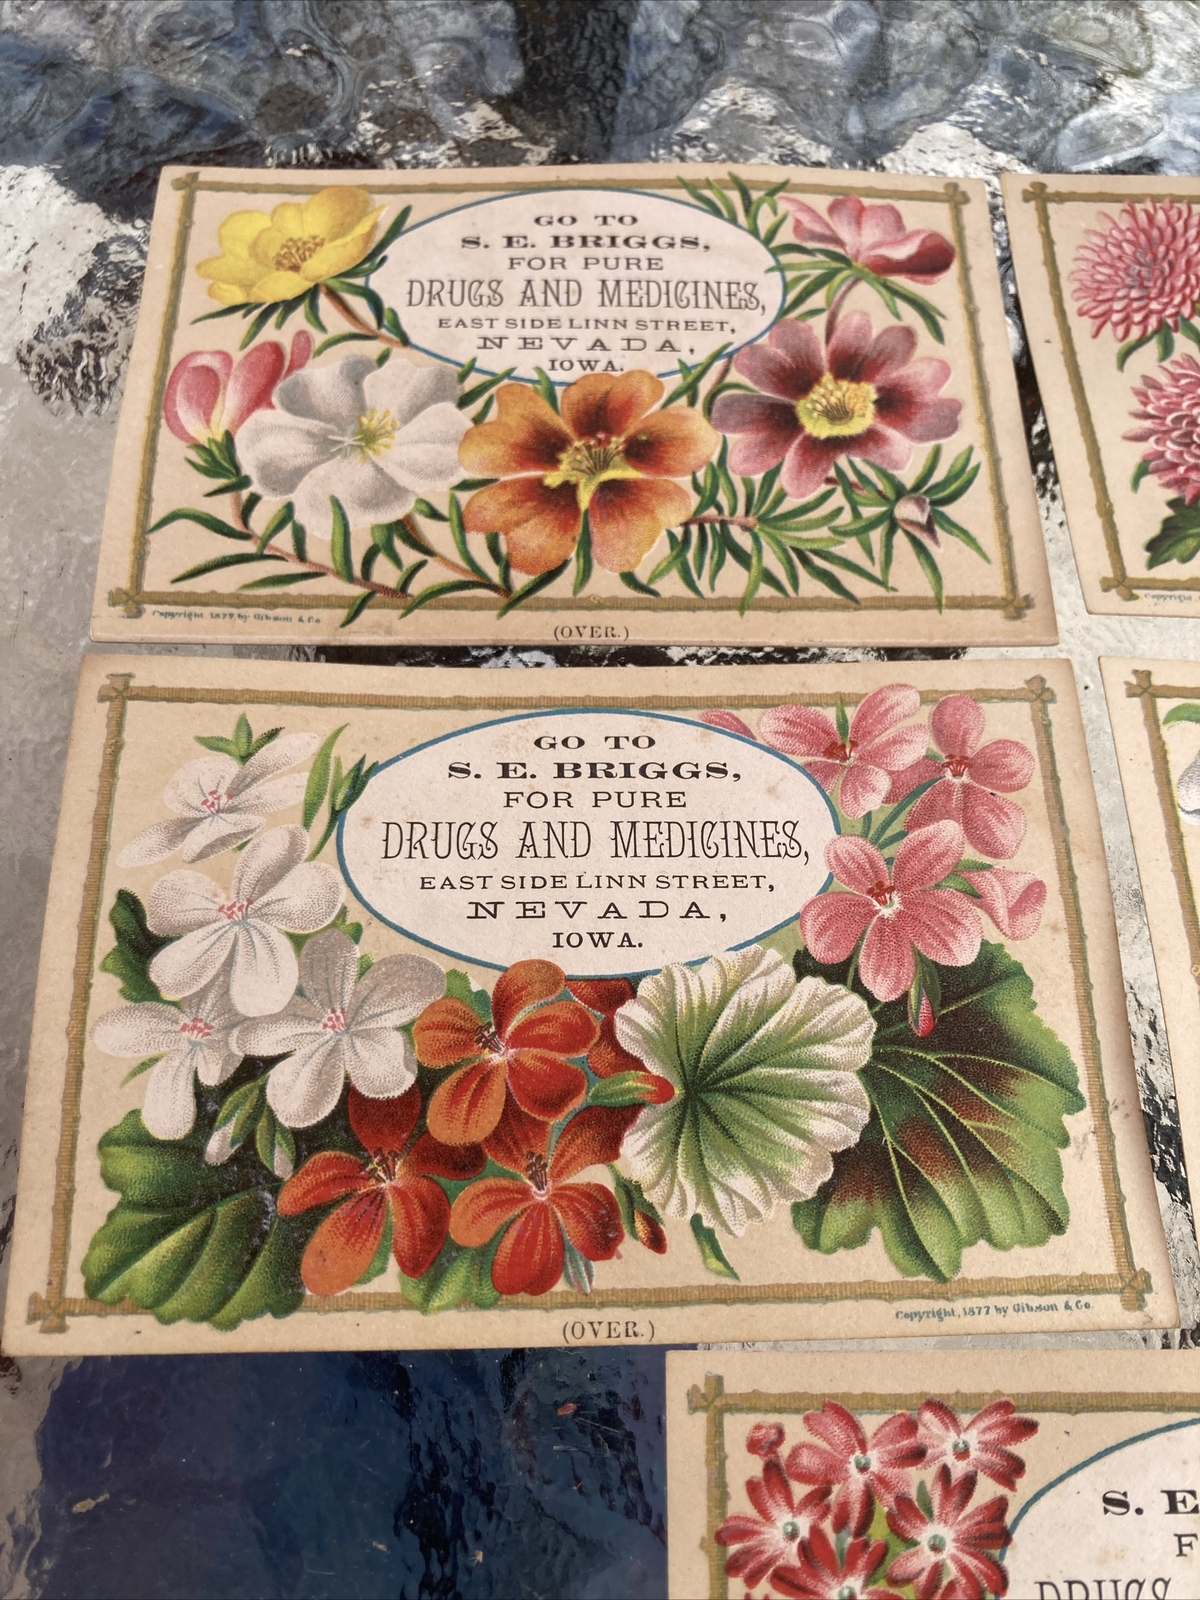 GO TO
S. E. BRIGGS,
FOR PURE
DRUGS AND MEDICINES,
EAST SIDE LINN STREET,
NEVADA,
IOWA.
Copyright, 1877, by Gibson & Co.
(OVER.)
Copyright,
GO TO
S. E. BRIGGS,
FOR PURE
DRUGS AND MEDICINES,
EAST SIDE LINN STREET,
NEVADA,
IOWA.
Copyright, 1877 by Gibson & Co.
(OVER.)
S. E
F
DRUGS